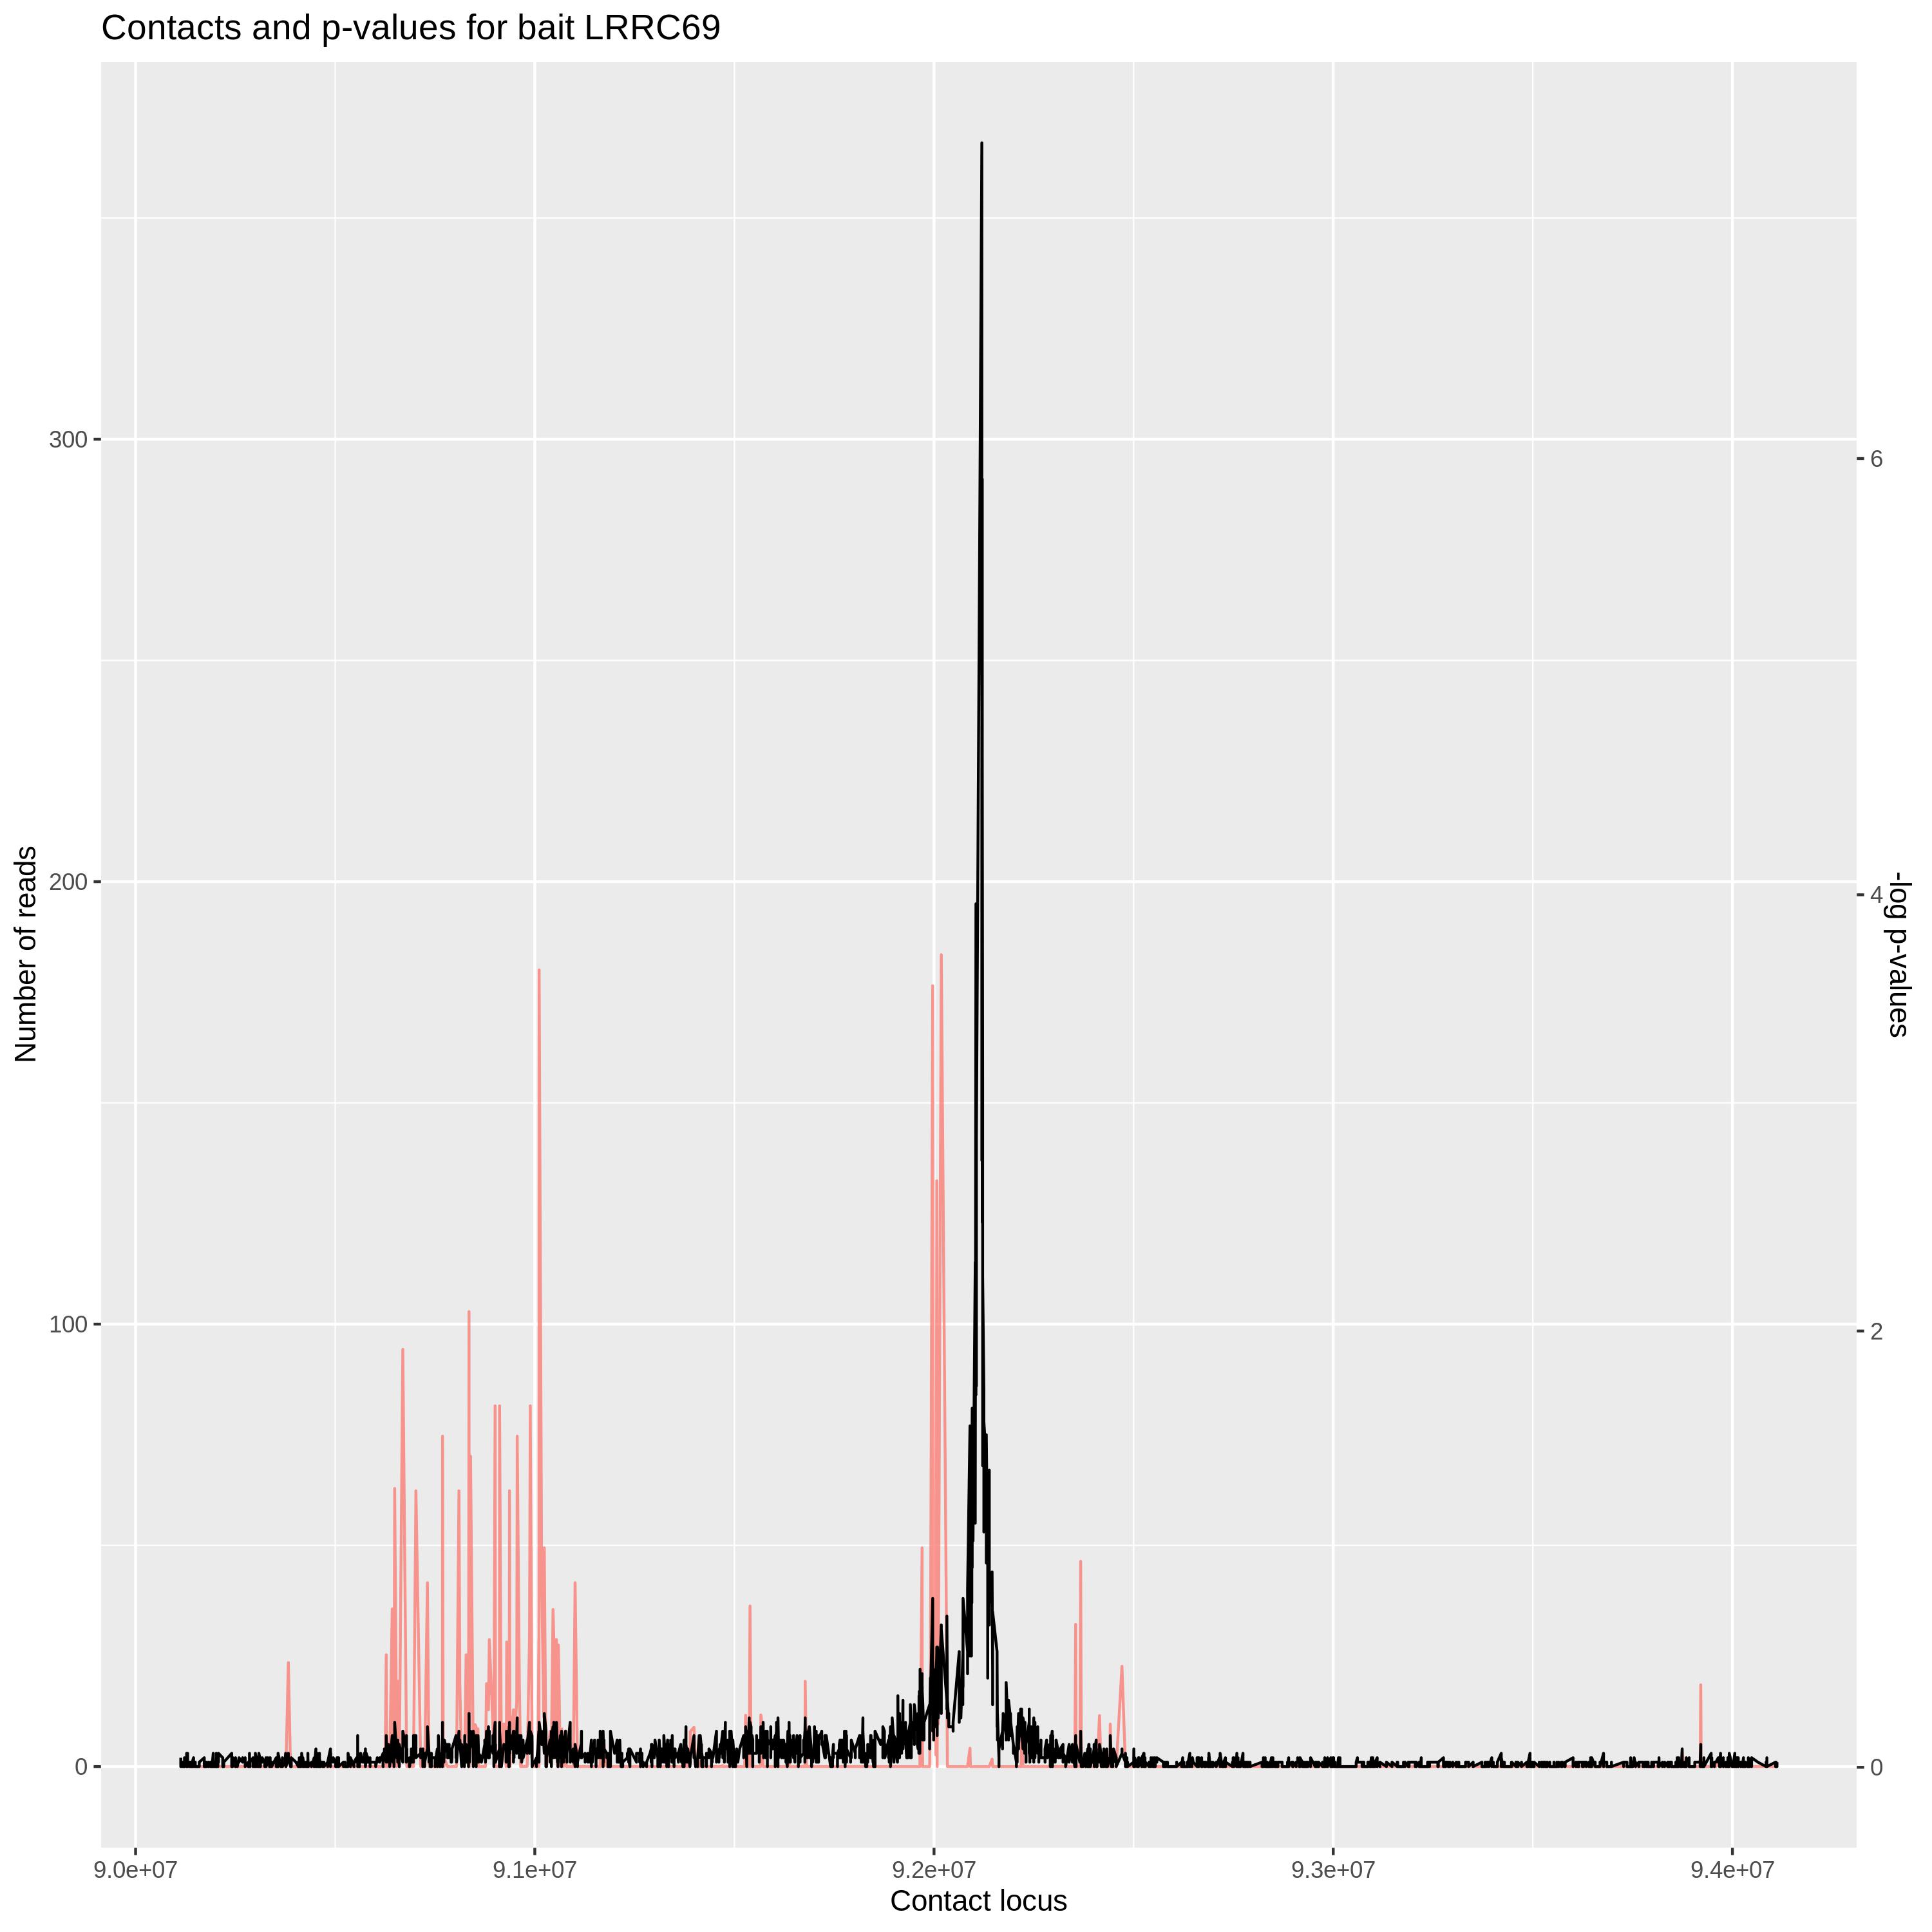 Contacts and p-values for bait LRRC69
300
200
100
0
Number of reads
6
4
2
0
-log p-values
9.0e+07 9.1e+07 9.2e+07 9.3e+07 9.4e+07
Contact locus